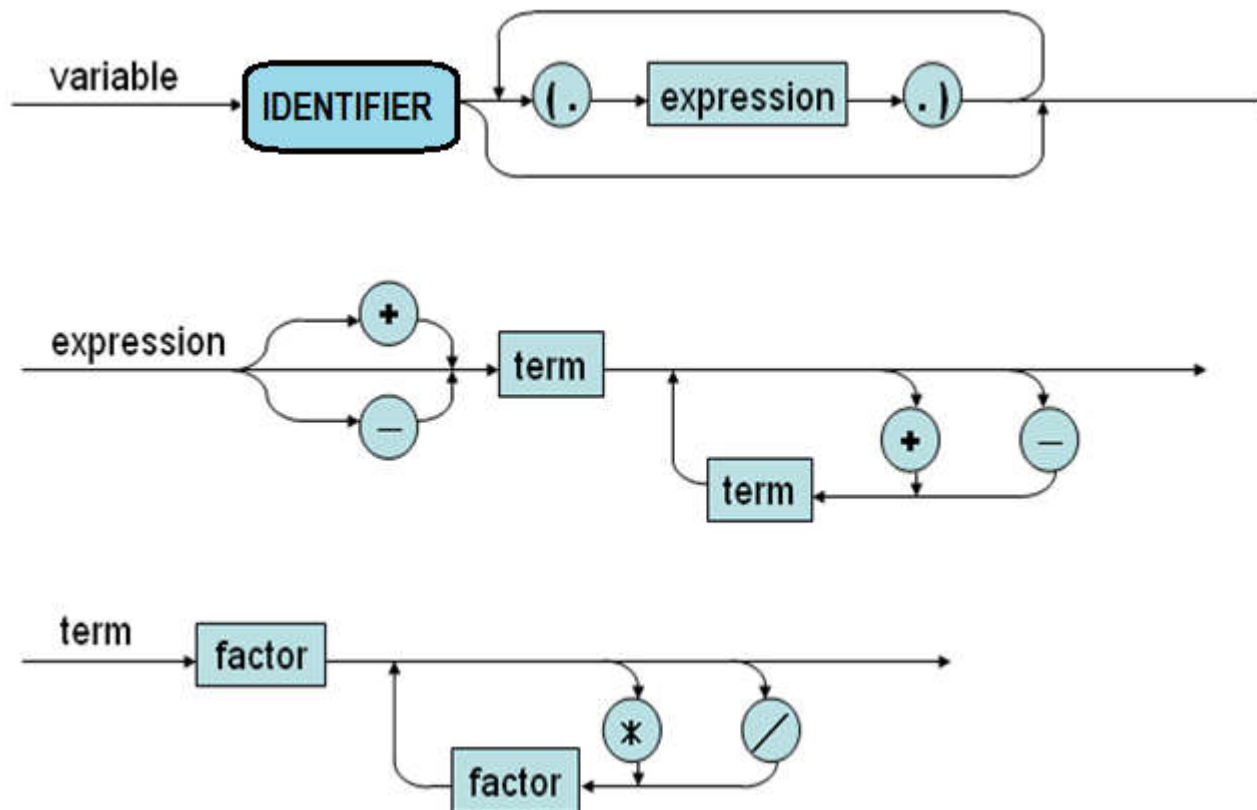 variable
IDENTIFIER (. expression .)
+
expression term
−
+ −
term
term
factor
* /
factor